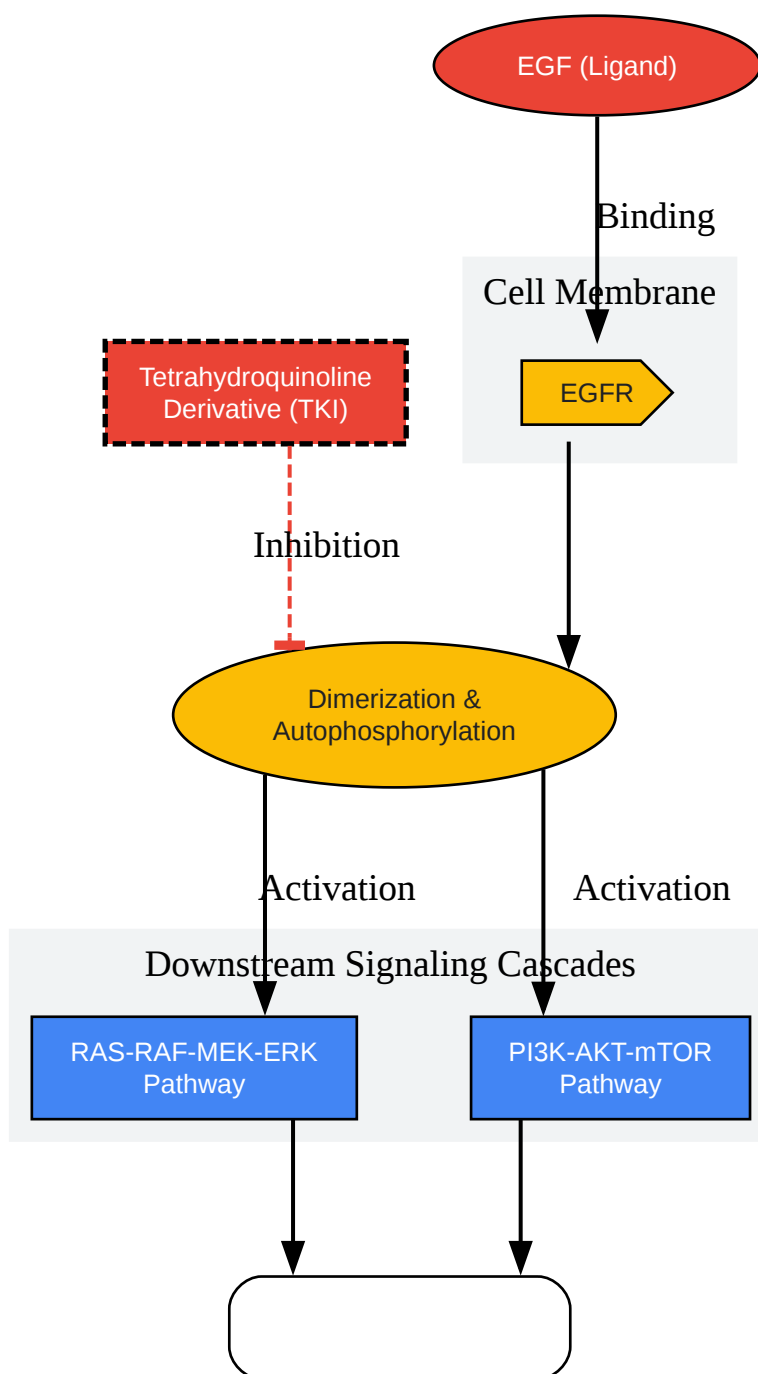 EGF (Ligand)
Binding
Cell Membrane
Tetrahydroquinoline
Derivative (TKI)
EGFR
Inhibition
Dimerization &
Autophosphorylation
Activation
Activation
Downstream Signaling Cascades
RAS-RAF-MEK-ERK
Pathway
PI3K-AKT-mTOR
Pathway